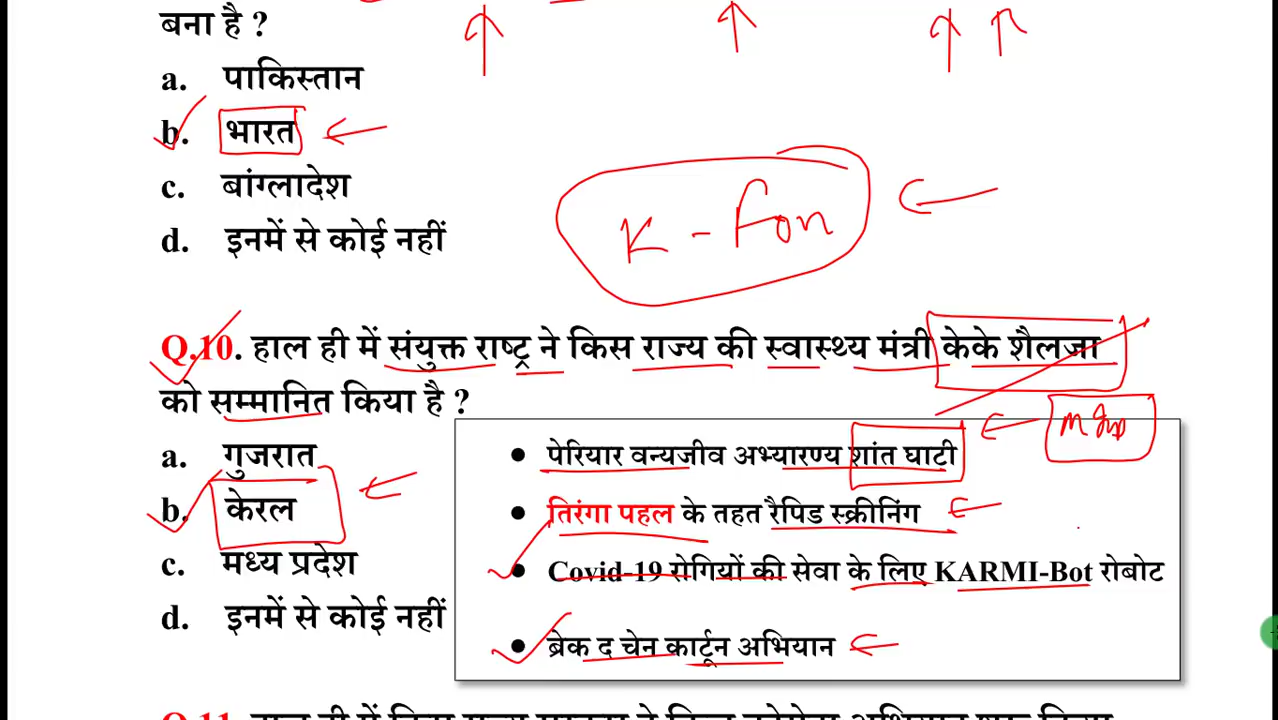 बना है ?
a. पाकिस्तान
b. भारत
c. बांग्लादेश
d. इनमें से कोई नहीं
K - fon
Q.10. हाल ही में संयुक्त राष्ट्र ने किस राज्य की स्वास्थ्य मंत्री केके शैलजा
को सम्मानित किया है ?
a. गुजरात
b. केरल
c. मध्य प्रदेश
d. इनमें से कोई नहीं
• पेरियार वन्यजीव अभ्यारण्य शांत घाटी
• तिरंगा पहल के तहत रैपिड स्क्रीनिंग
• Covid-19 रोगियों की सेवा के लिए KARMI-Bot रोबोट
• ब्रेक द चेन कार्टून अभियान